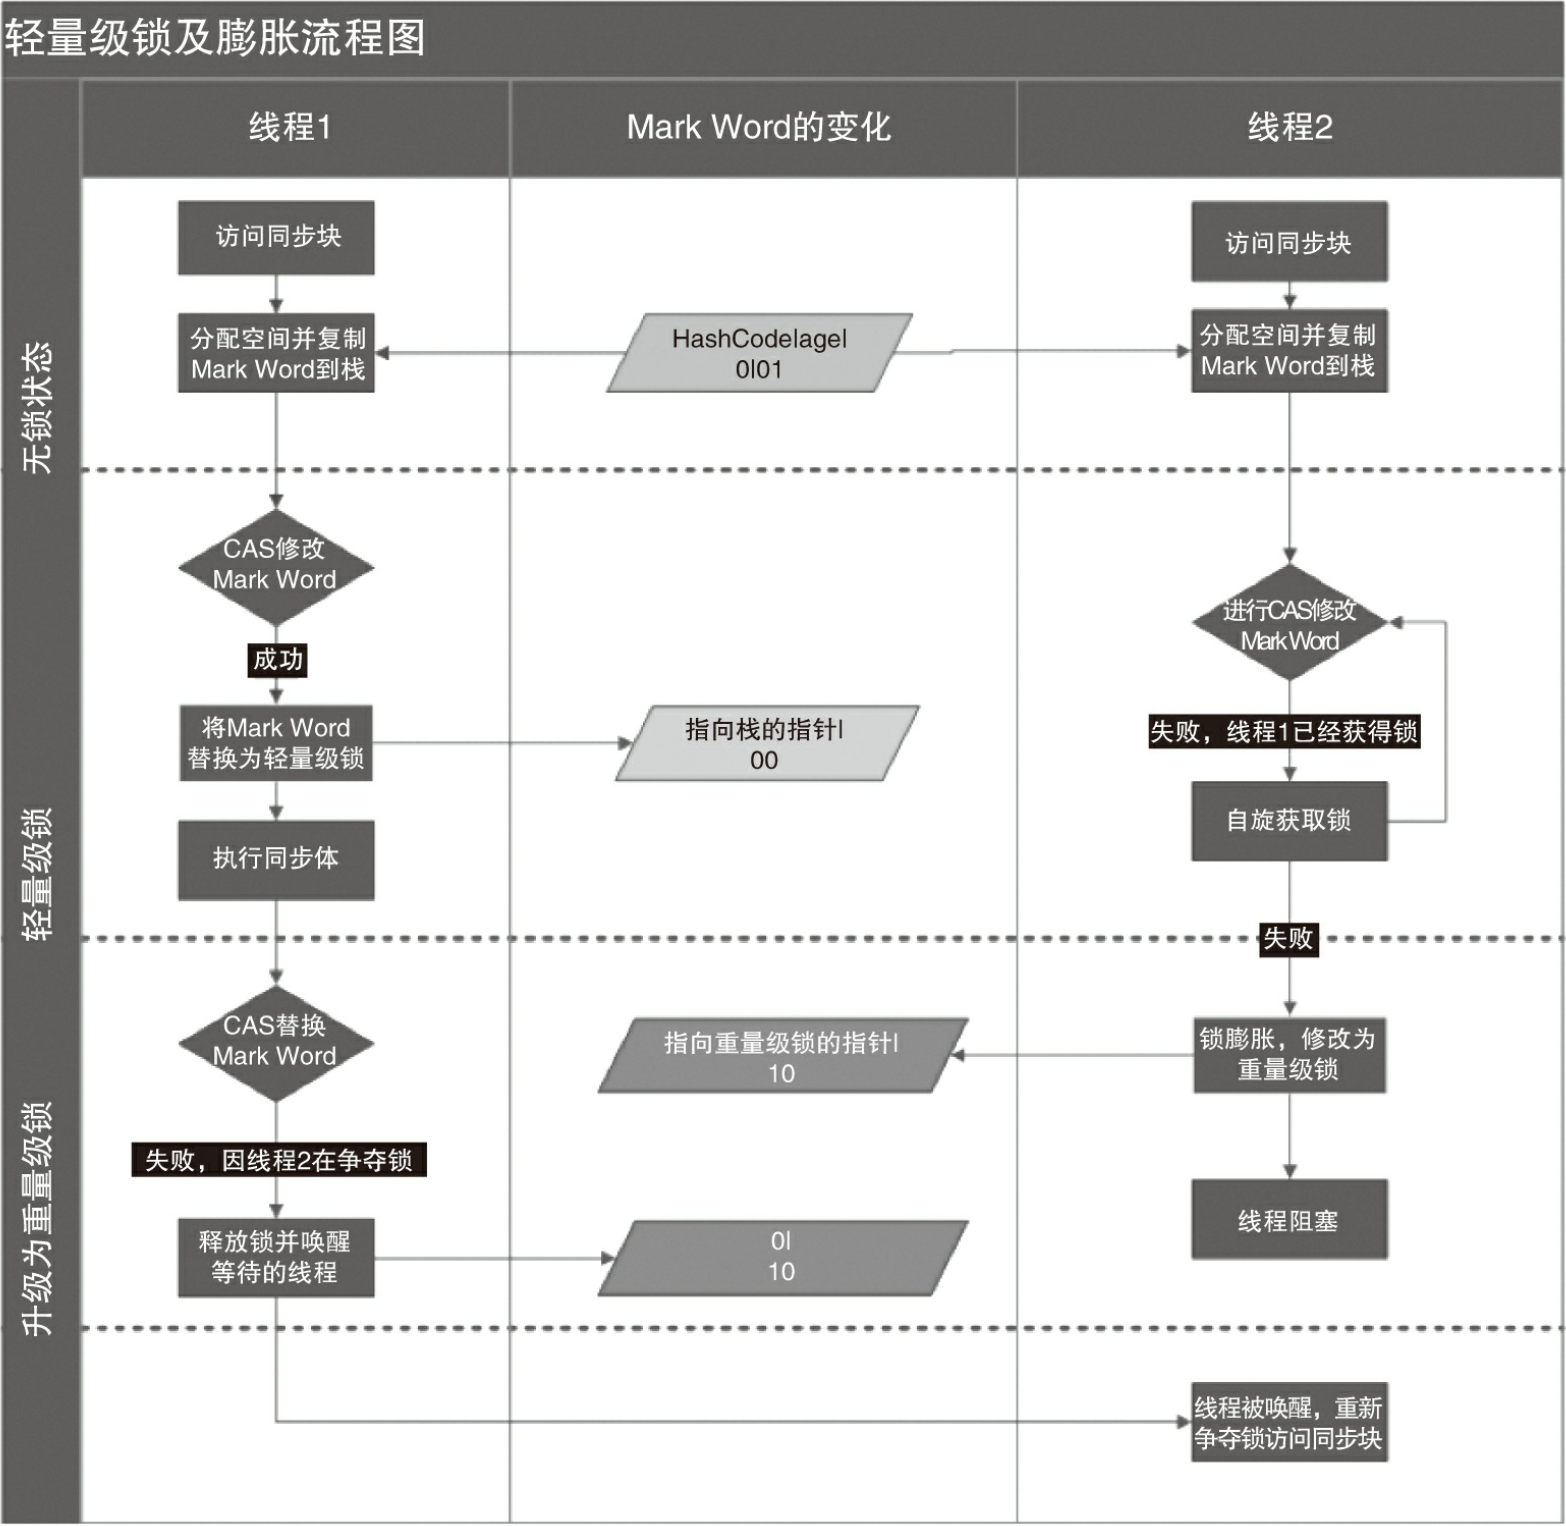 轻量级锁及膨胀流程图
线程1
Mark Word的变化
线程2
无锁状态
访问同步块
访问同步块
分配空间并复制
Mark Word到栈
HashCodelagel
0l01
分配空间并复制
Mark Word到栈
轻量级锁
CAS修改
Mark Word
进行CAS修改
Mark Word
成功
将Mark Word
替换为轻量级锁
指向栈的指针l
00
失败，线程1已经获得锁
自旋获取锁
执行同步体
失败
升级为重量级锁
CAS替换
Mark Word
指向重量级锁的指针l
10
锁膨胀，修改为
重量级锁
失败，因线程2在争夺锁
线程阻塞
释放锁并唤醒
等待的线程
0l
10
线程被唤醒，重新
争夺锁访问同步块